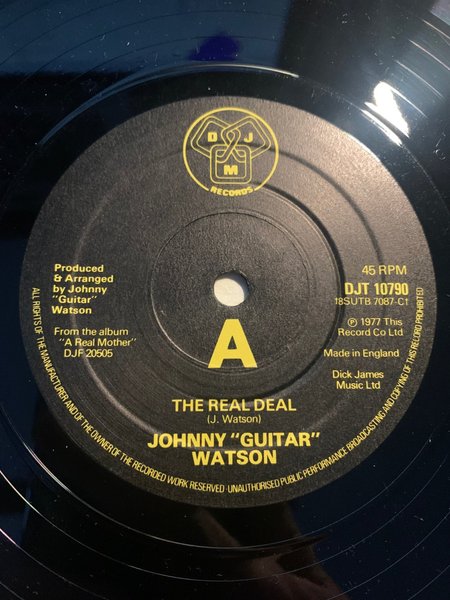 D J
M
RECORDS
Produced
& Arranged
by Johnny
"Guitar"
Watson
From the album
"A Real Mother"
DJF 20505
45 RPM
DJT 10790
18SUTB 7087-C1
℗ 1977 This
Record Co Ltd
Made in England
Dick James
Music Ltd
A
THE REAL DEAL
(J. Watson)
JOHNNY "GUITAR"
WATSON
ALL RIGHTS OF THE MANUFACTURER AND OF THE OWNER OF THE RECORDED WORK RESERVED · UNAUTHORISED PUBLIC PERFORMANCE BROADCASTING AND COPYING OF THIS RECORD PROHIBITED